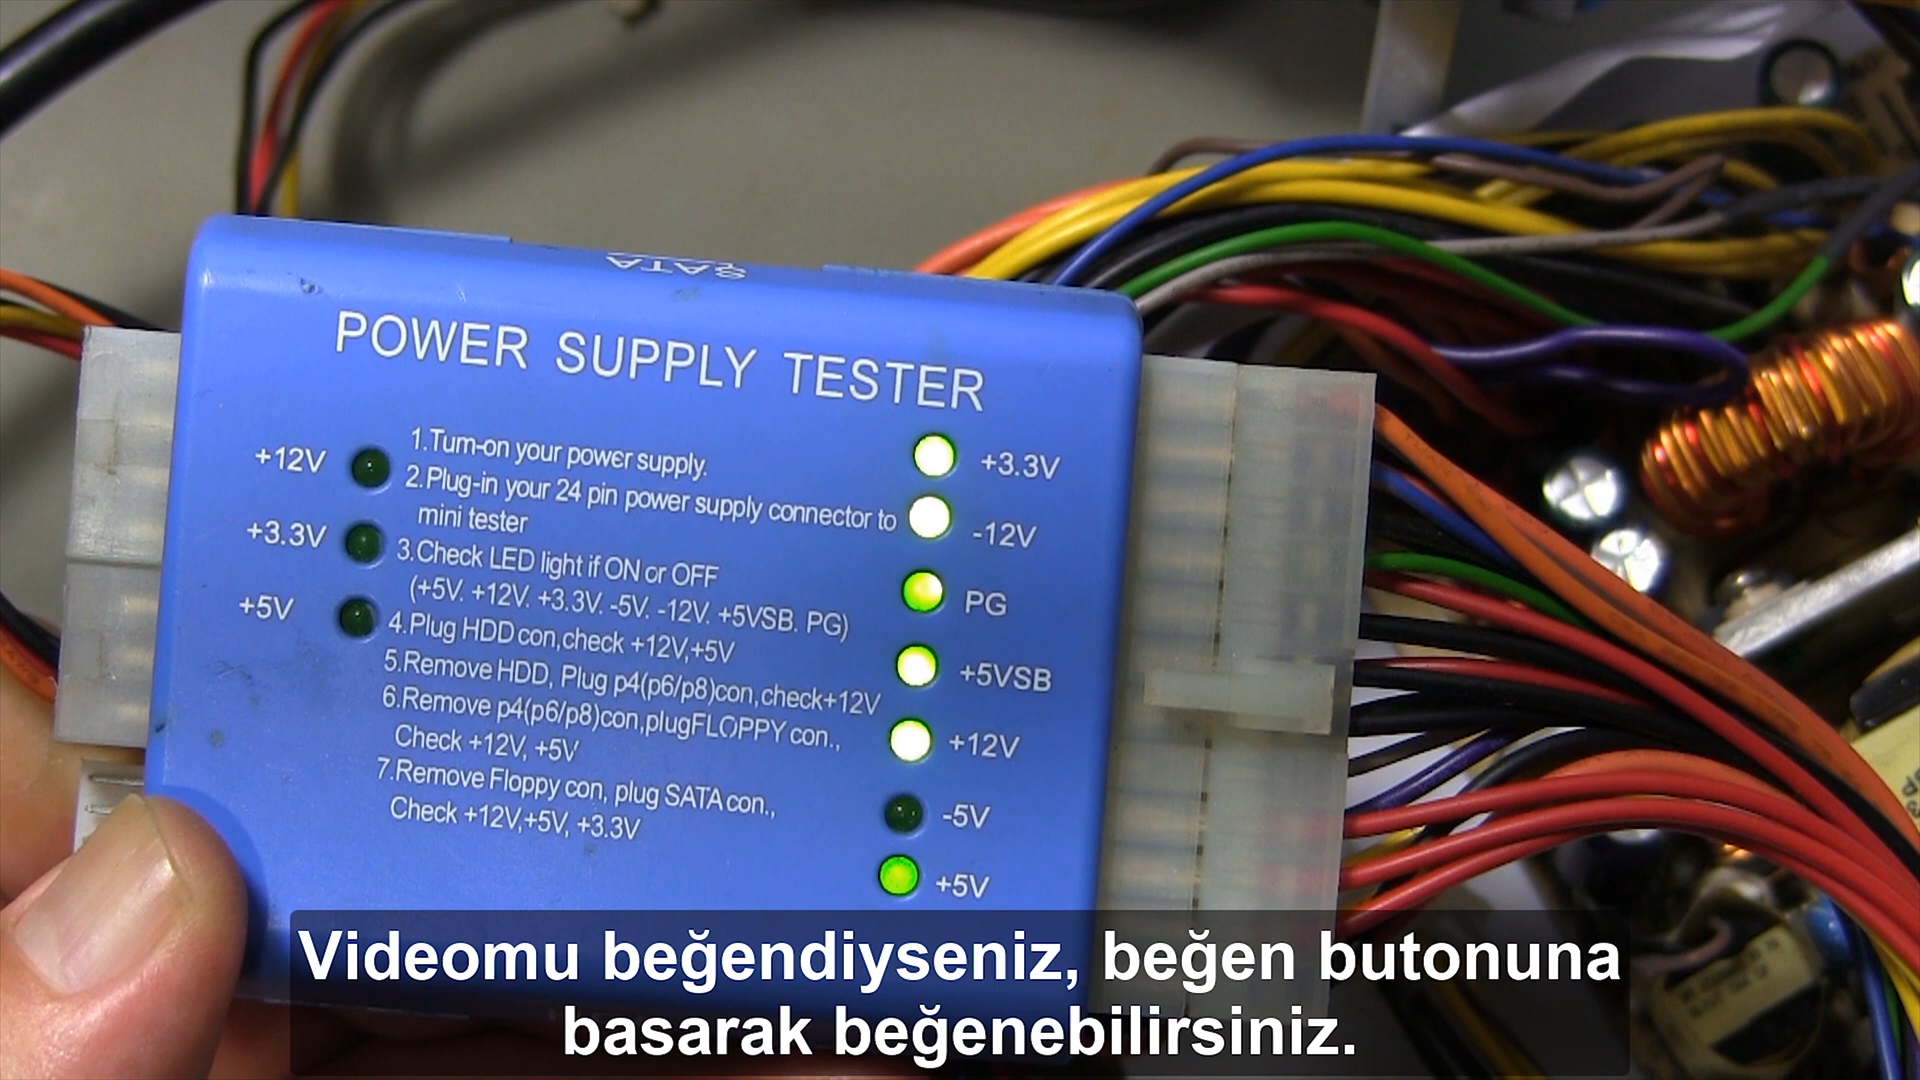 SATA
POWER SUPPLY TESTER
+12V
+3.3V
+5V
1.Turn-on your power supply.
2.Plug-in your 24 pin power supply connector to
mini tester
3.Check LED light if ON or OFF
(+5V. +12V. +3.3V. -5V. -12V. +5VSB. PG)
4.Plug HDD con,check +12V,+5V
5.Remove HDD, Plug p4(p6/p8)con,check+12V
6.Remove p4(p6/p8)con,plugFLOPPY con.,
Check +12V, +5V
7.Remove Floppy con, plug SATA con.,
Check +12V,+5V, +3.3V
+3.3V
-12V
PG
+5VSB
+12V
-5V
+5V
Videomu beğendiyseniz, beğen butonuna
basarak beğenebilirsiniz.